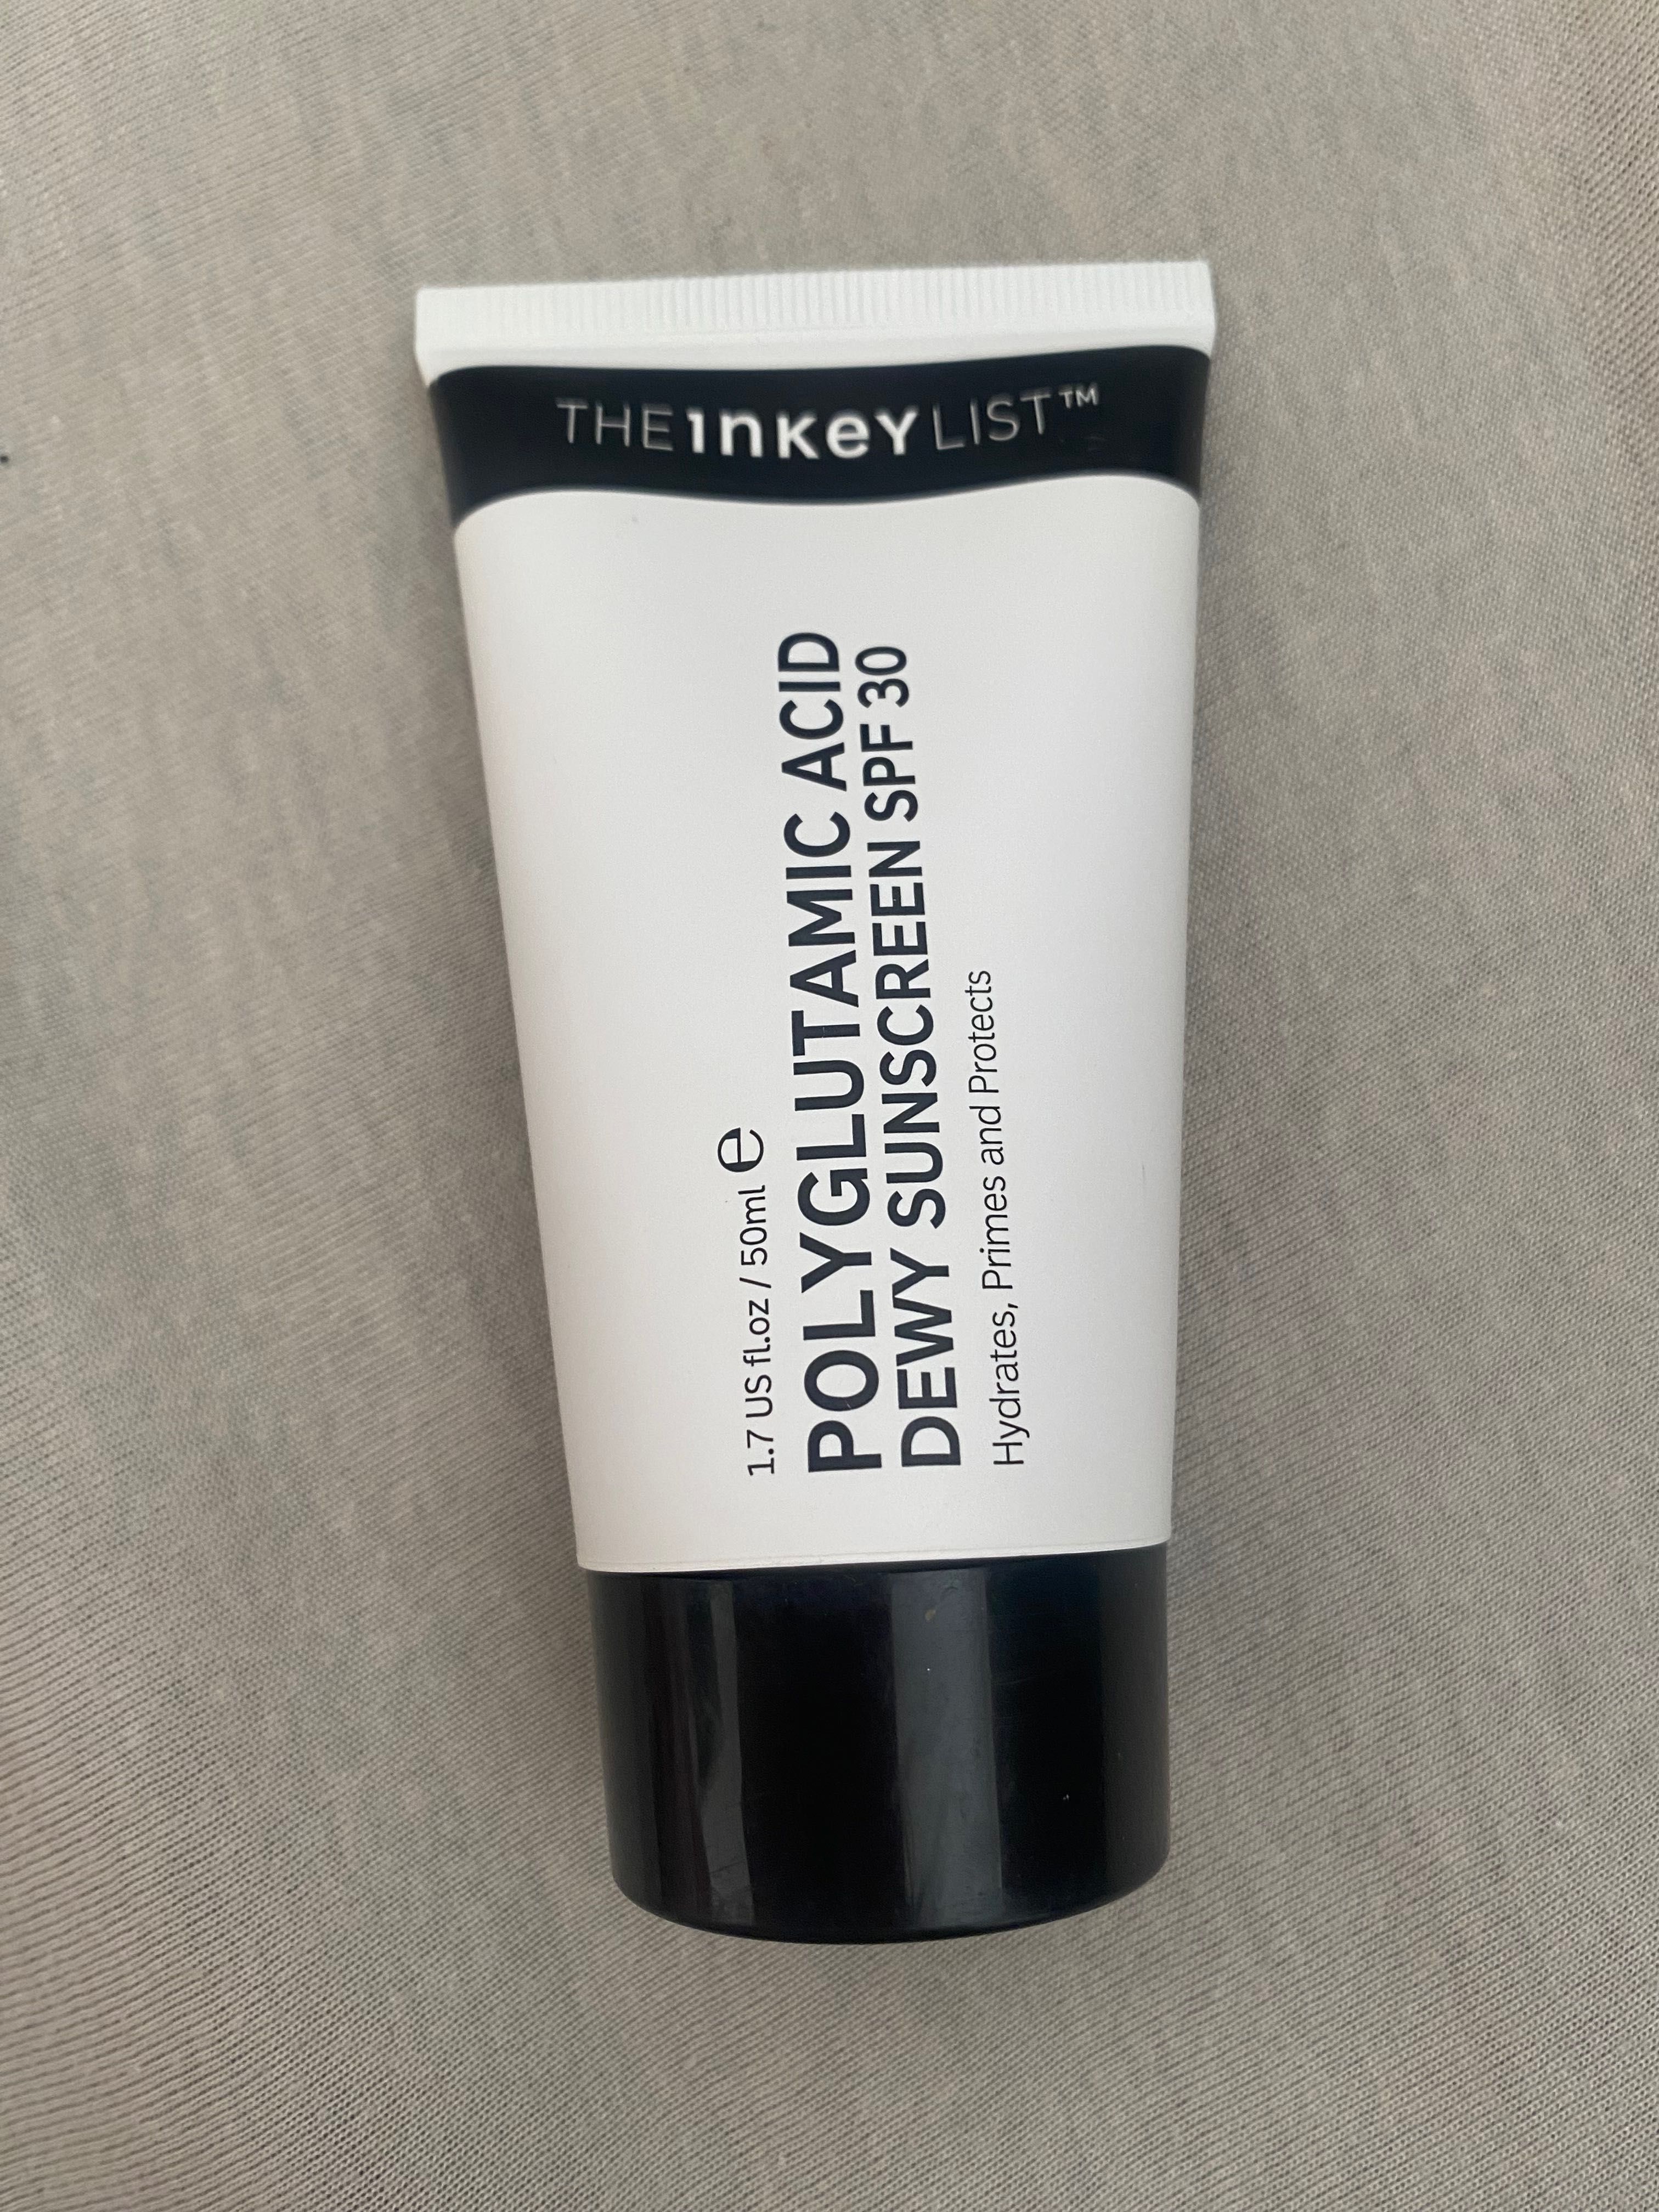 THE INKEY LIST™
1.7 US fl.oz / 50ml ℮
POLYGLUTAMIC ACID
DEWY SUNSCREEN SPF 30
Hydrates, Primes and Protects